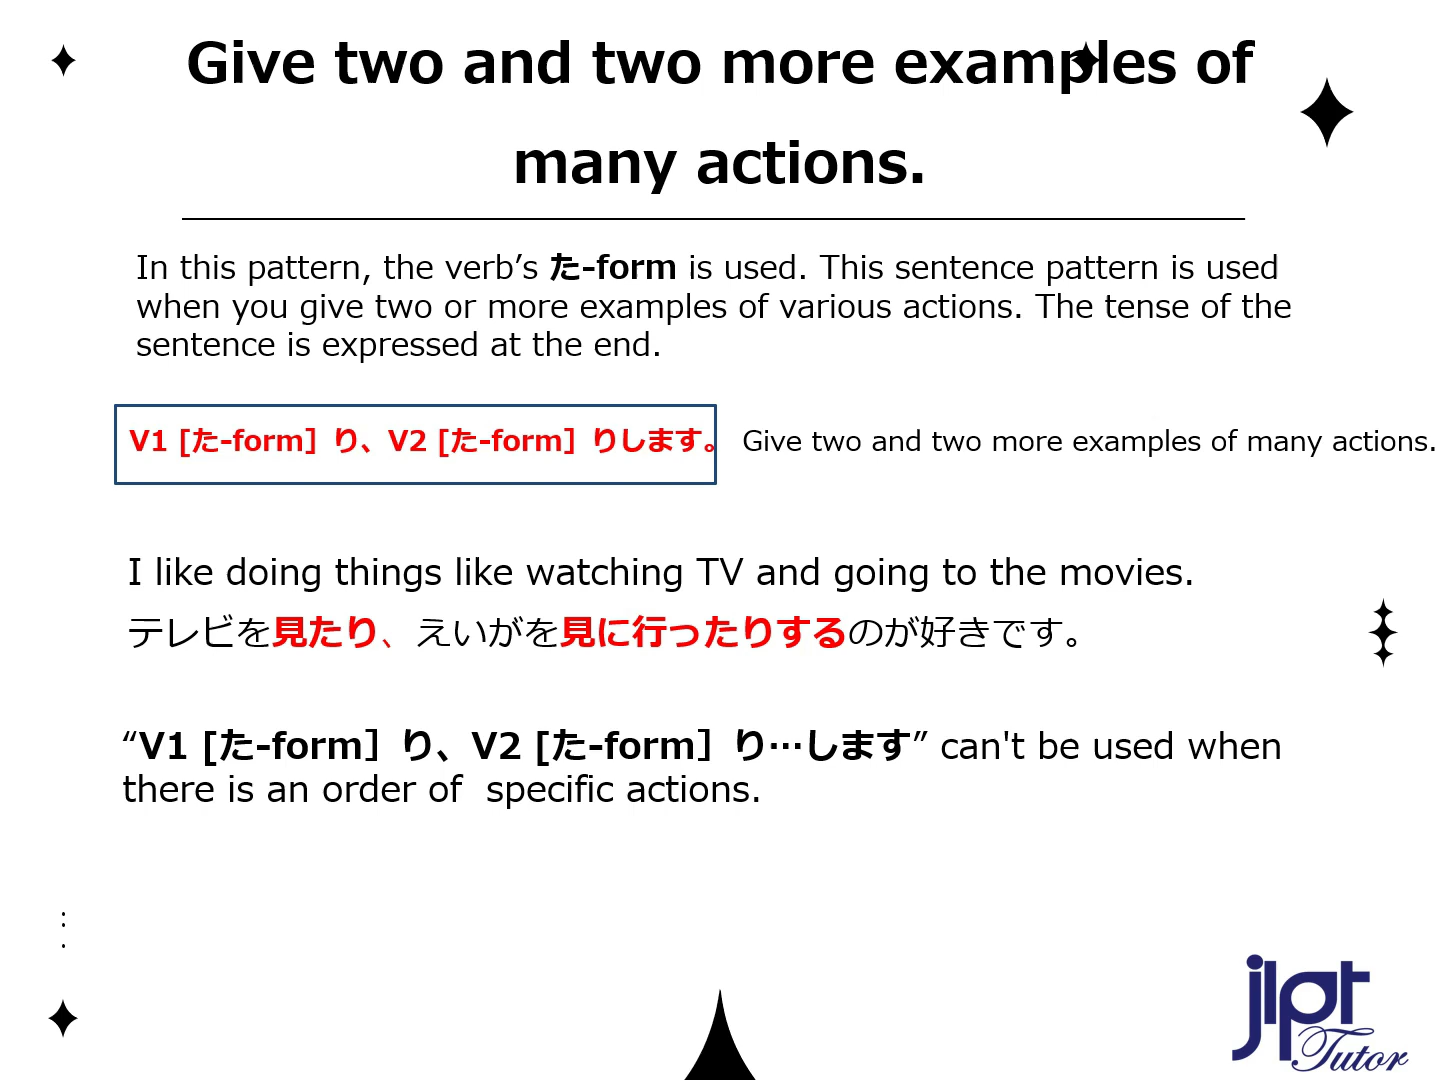 Give two and two more examples of
many actions.
In this pattern, the verb’s た-form is used. This sentence pattern is used
when you give two or more examples of various actions. The tense of the
sentence is expressed at the end.
V1 [た-form］り、V2 [た-form］りします。 Give two and two more examples of many actions.
I like doing things like watching TV and going to the movies.
テレビを見たり、えいがを見に行ったりするのが好きです。
“V1 [た-form］り、V2 [た-form］り…します” can't be used when
there is an order of  specific actions.
jlpt
Tutor